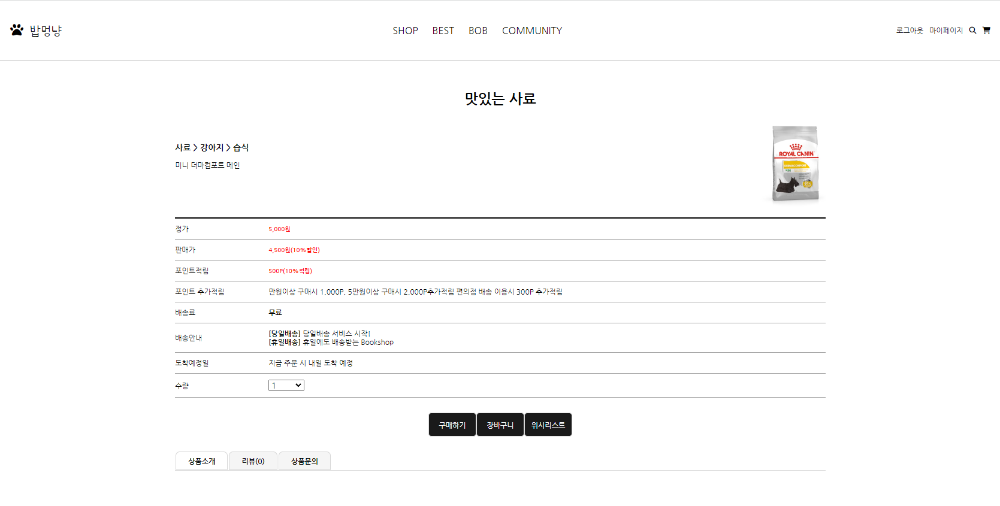 밥멍냥
SHOP BEST BOB COMMUNITY
로그아웃 마이페이지
맛있는 사료
사료 > 강아지 > 습식
미니 더마컴포트 메인
ROYAL CANIN
DERMACOMFORT
정가 5,000원
판매가 4,500원(10%할인)
포인트적립 500P(10%적립)
포인트 추가적립 만원이상 구매시 1,000P, 5만원이상 구매시 2,000P추가적립 편의점 배송 이용시 300P 추가적립
배송료 무료
배송안내 [당일배송] 당일배송 서비스 시작!
[휴일배송] 휴일에도 배송받는 Bookshop
도착예정일 지금 주문 시 내일 도착 예정
수량 1
구매하기 장바구니 위시리스트
상품소개 리뷰(0) 상품문의